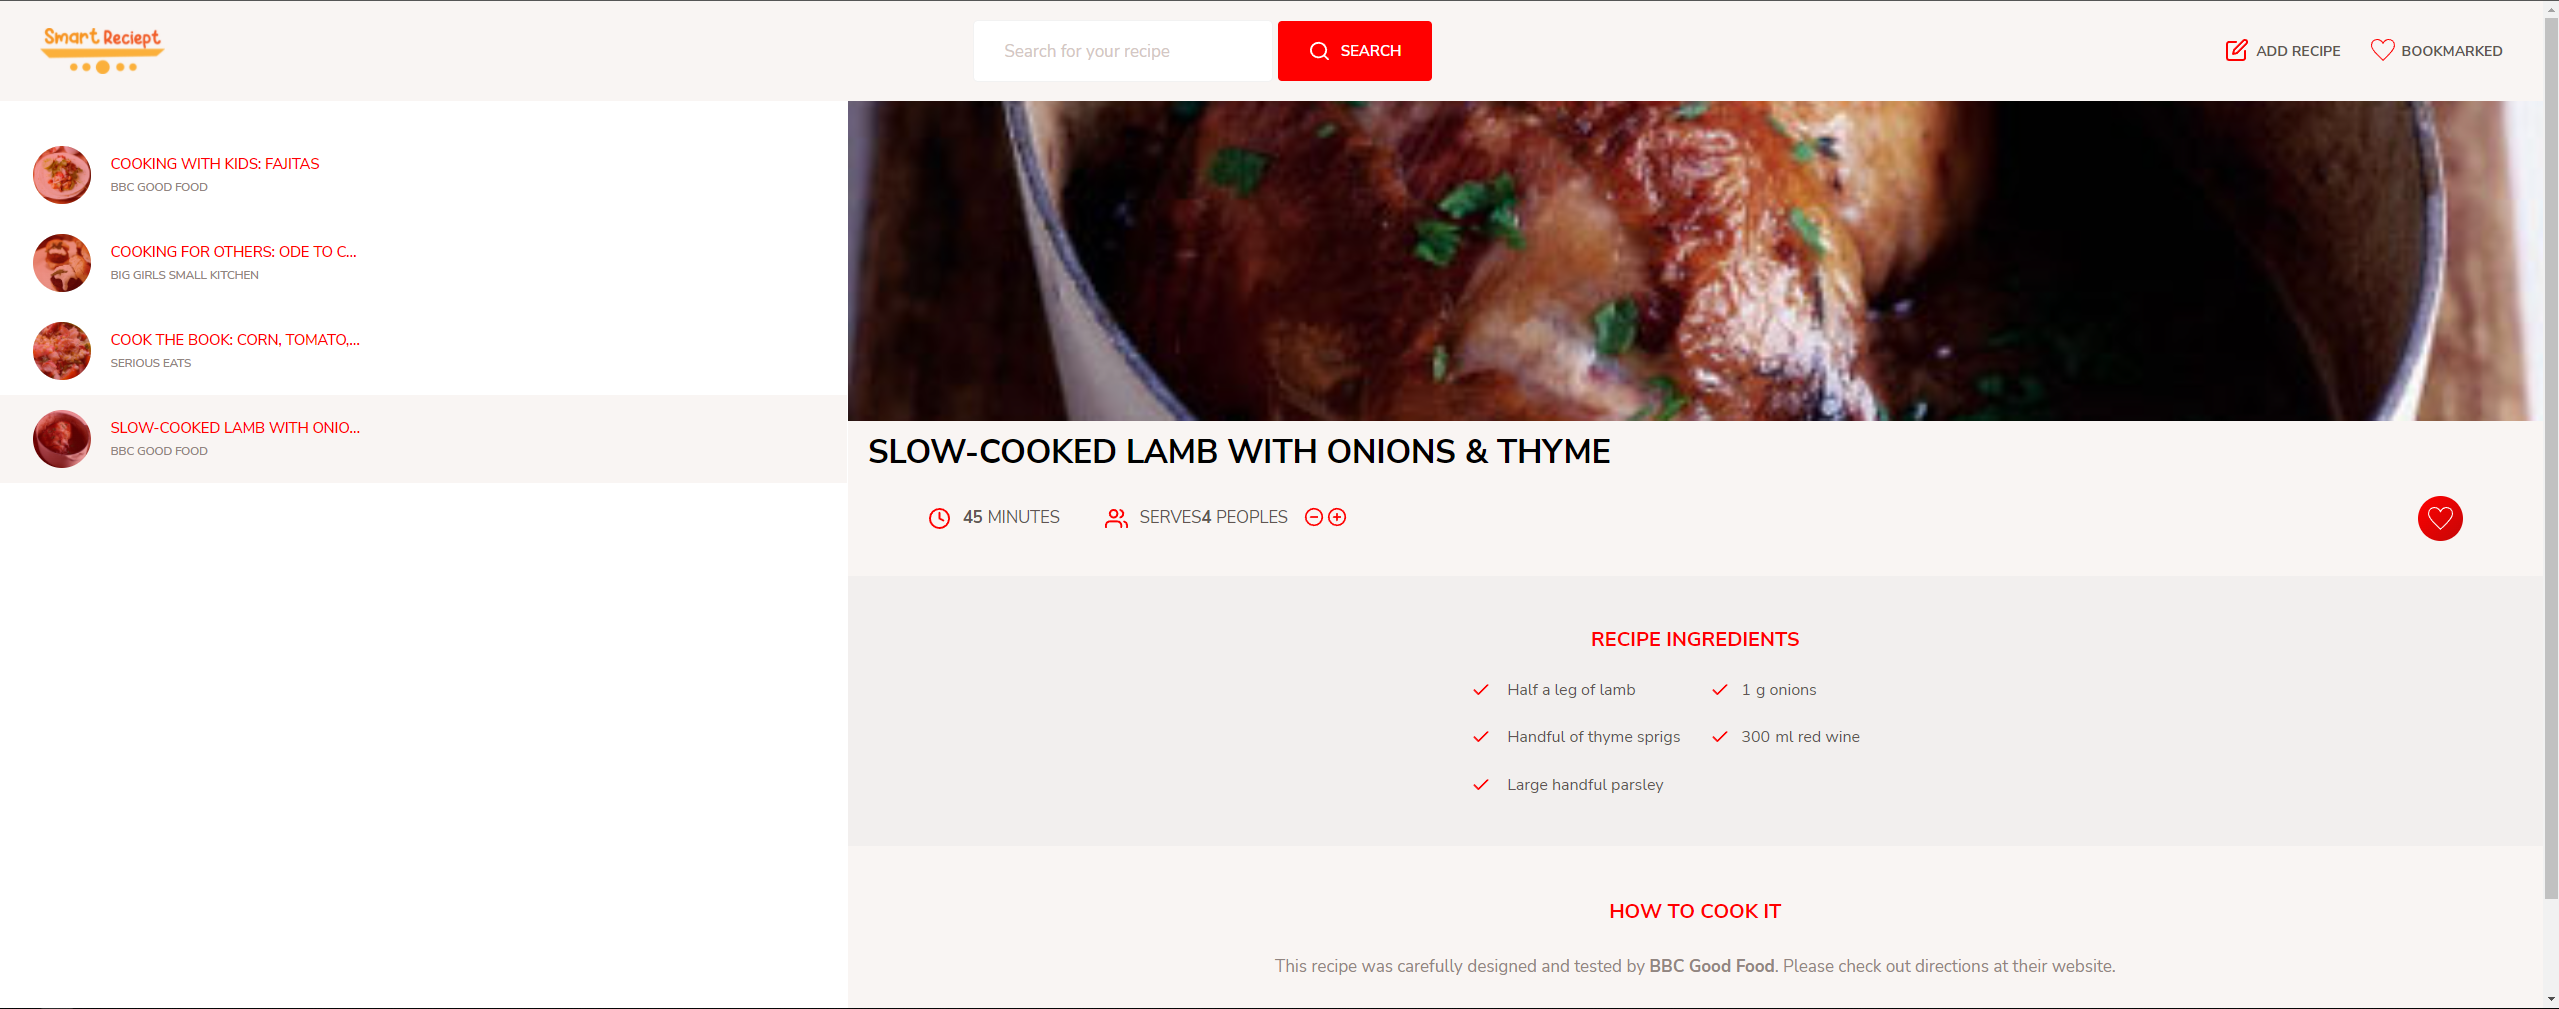 Smart Reciept
Search for your recipe
SEARCH
ADD RECIPE
BOOKMARKED
COOKING WITH KIDS: FAJITAS
BBC GOOD FOOD
COOKING FOR OTHERS: ODE TO C...
BIG GIRLS SMALL KITCHEN
COOK THE BOOK: CORN, TOMATO,...
SERIOUS EATS
SLOW-COOKED LAMB WITH ONIO...
BBC GOOD FOOD
SLOW-COOKED LAMB WITH ONIONS & THYME
45 MINUTES
SERVES4 PEOPLES
RECIPE INGREDIENTS
Half a leg of lamb
1 g onions
Handful of thyme sprigs
300 ml red wine
Large handful parsley
HOW TO COOK IT
This recipe was carefully designed and tested by BBC Good Food. Please check out directions at their website.